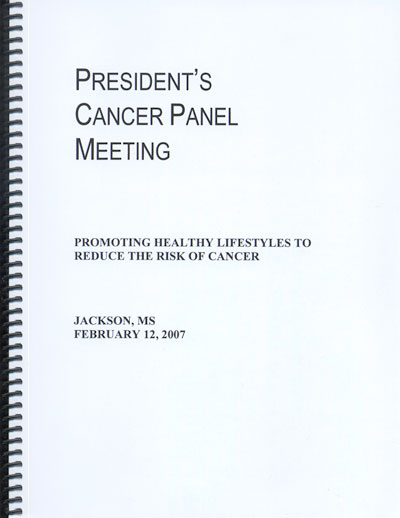 PRESIDENT'S
CANCER PANEL
MEETING
PROMOTING HEALTHY LIFESTYLES TO
REDUCE THE RISK OF CANCER
JACKSON, MS
FEBRUARY 12, 2007